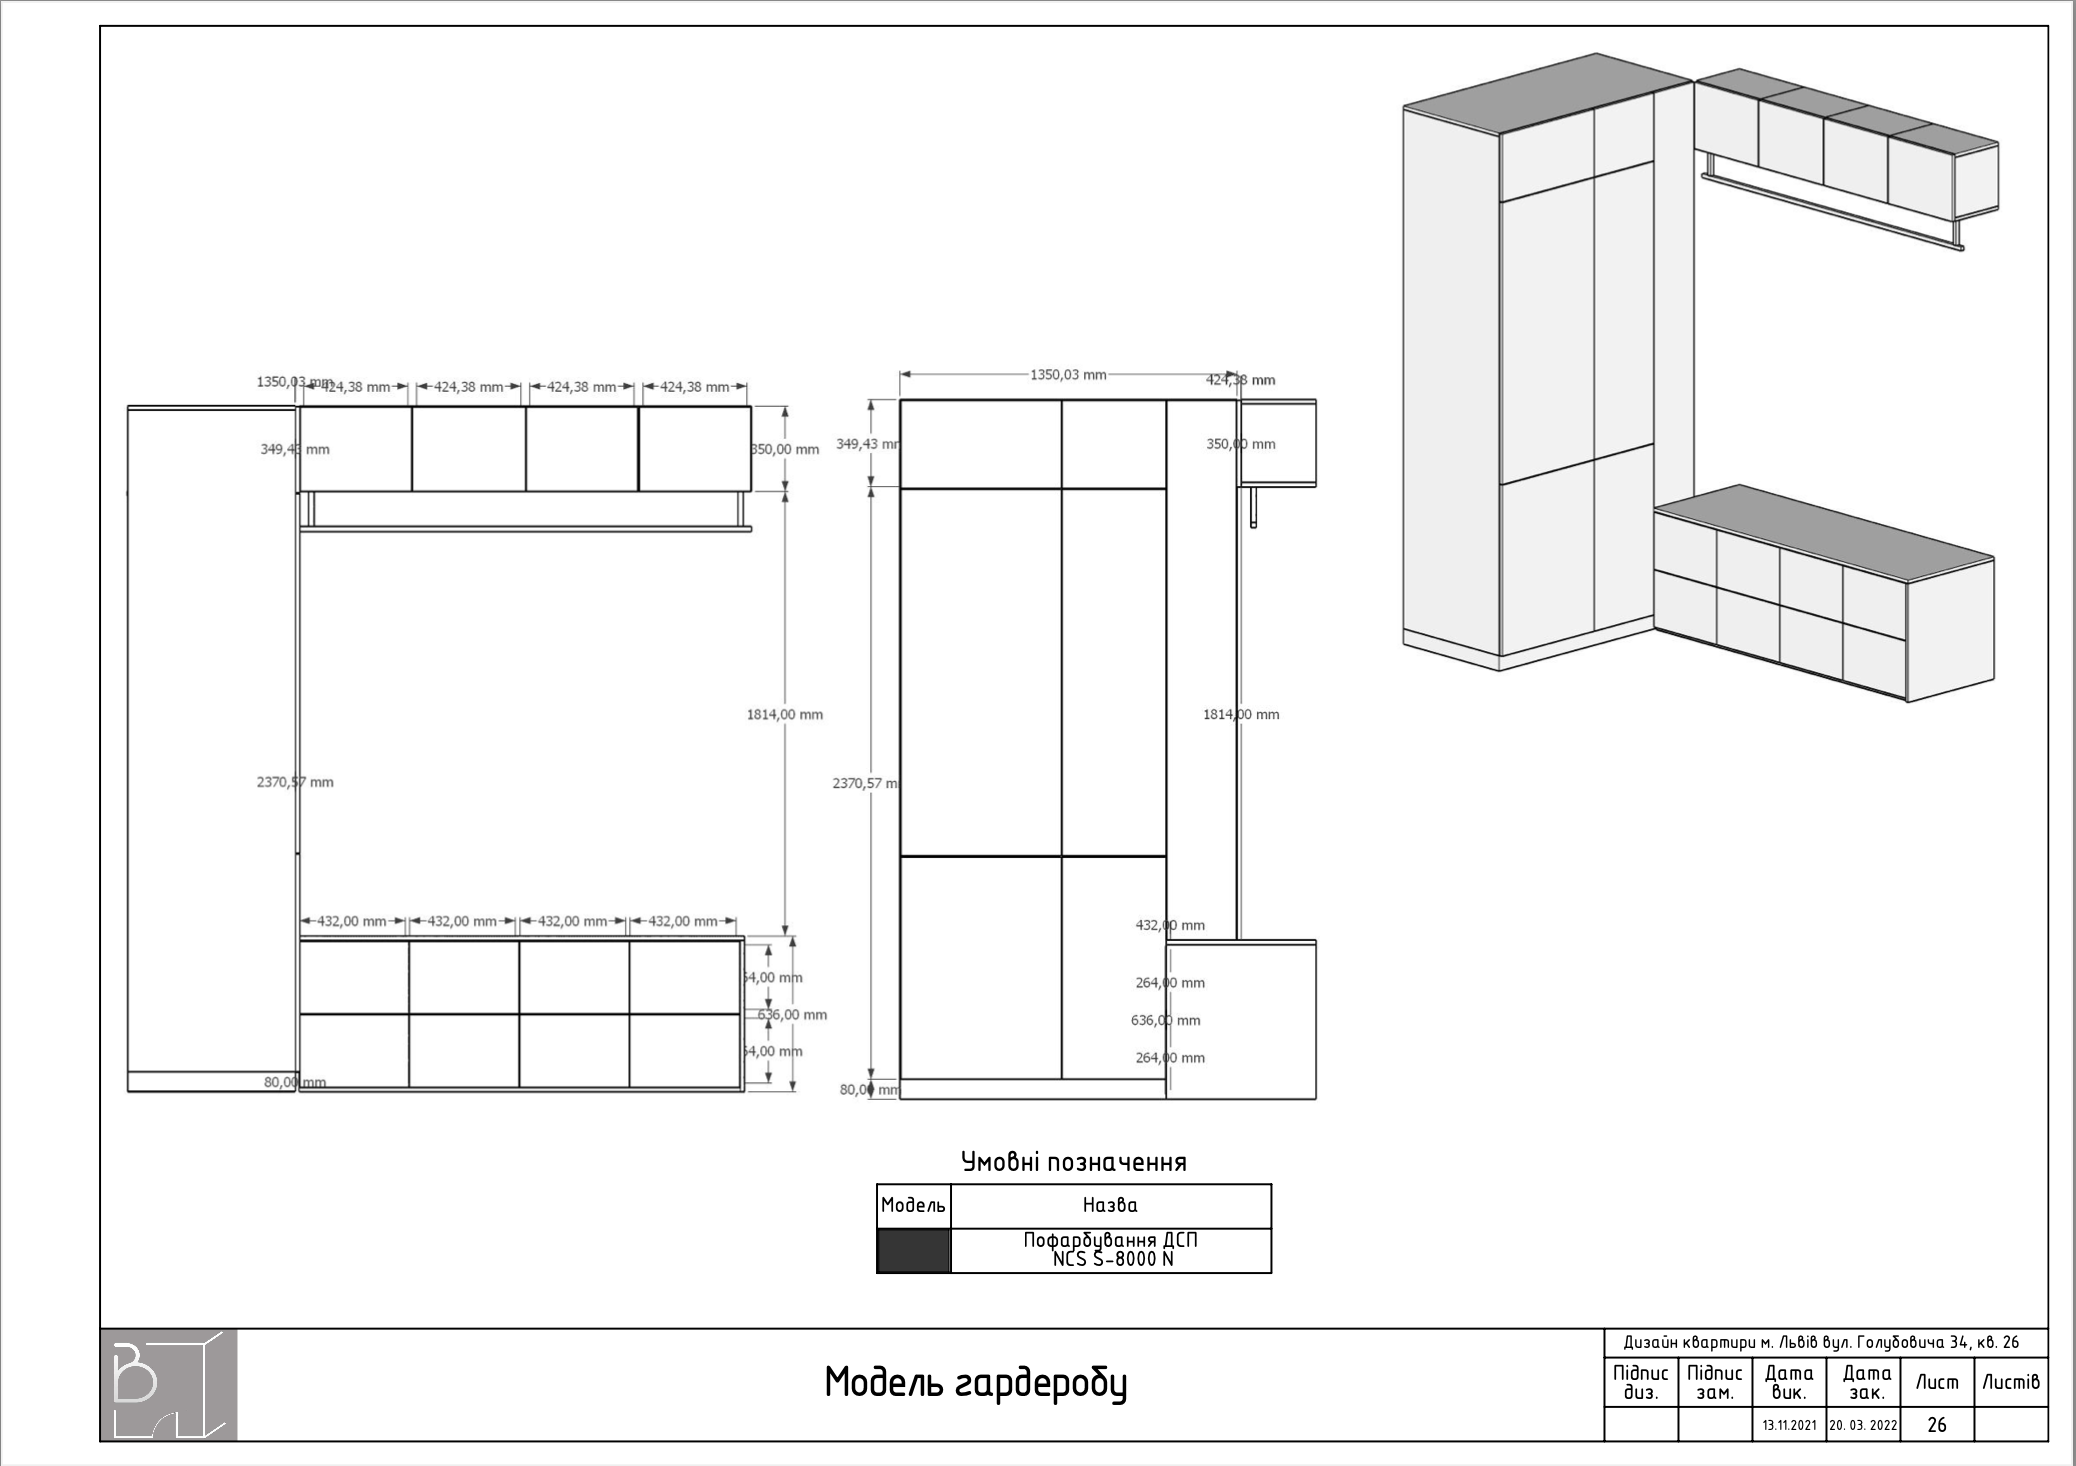 1350,03 mm
424,38 mm
424,38 mm
424,38 mm
424,38 mm
349,43 mm
350,00 mm
1814,00 mm
2370,57 mm
432,00 mm
432,00 mm
432,00 mm
432,00 mm
64,00 mm
636,00 mm
64,00 mm
80,00 mm
1350,03 mm
424,38 mm
349,43 mm
350,00 mm
1814,00 mm
2370,57 m
432,00 mm
264,00 mm
636,00 mm
264,00 mm
80,00 mm
Умовні позначення
Модель Назва
Пофарбування ДСП
NCS S-8000 N
B
Модель гардеробу
Дизайн квартири м. Львів вул. Голубовича 34, кв. 26
Підпис диз. Підпис зам. Дата вик. Дата зак. Лист Листів
13.11.2021 20. 03. 2022 26